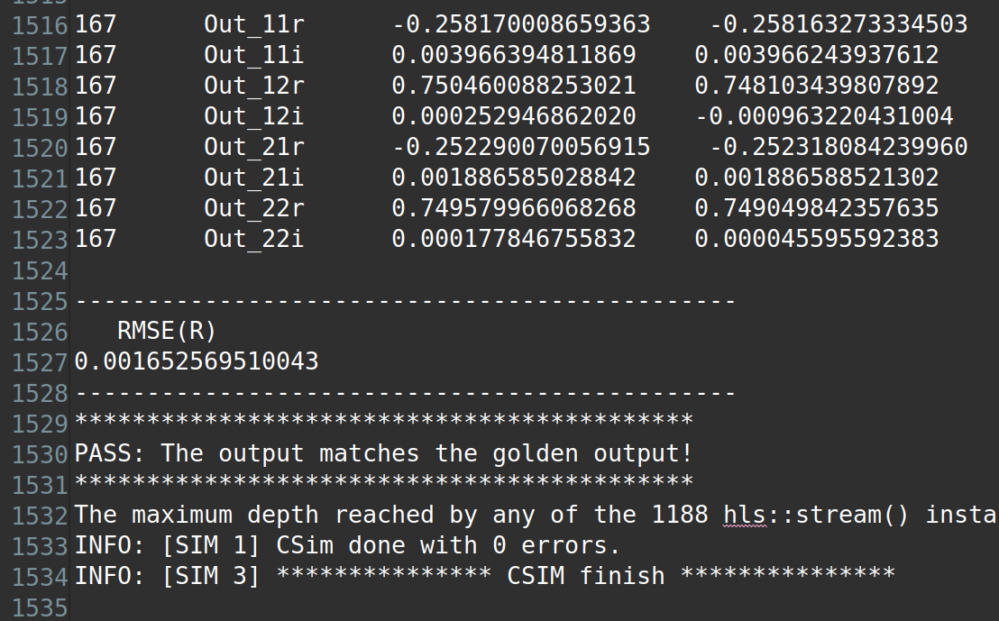 1516 167 Out_11r -0.258170008659363 -0.258163273334503
1517 167 Out_11i 0.003966394811869 0.003966243937612
1518 167 Out_12r 0.750460088253021 0.748103439807892
1519 167 Out_12i 0.000252946862020 -0.000963220431004
1520 167 Out_21r -0.252290070056915 -0.252318084239960
1521 167 Out_21i 0.001886585028842 0.001886588521302
1522 167 Out_22r 0.749579966068268 0.749049842357635
1523 167 Out_22i 0.000177846755832 0.000045595592383
1524
1525 ----------------------------------------------
1526 RMSE(R)
1527 0.001652569510043
1528 ----------------------------------------------
1529 *******************************************
1530 PASS: The output matches the golden output!
1531 *******************************************
1532 The maximum depth reached by any of the 1188 hls::stream() insta
1533 INFO: [SIM 1] CSim done with 0 errors.
1534 INFO: [SIM 3] *************** CSIM finish ***************
1535